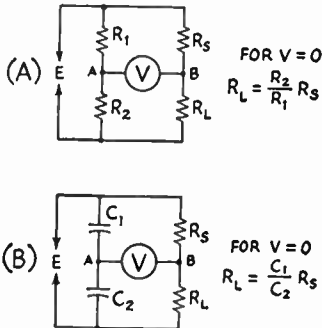 (A)
E
R1
RS
A
V
B
R2
RL
FOR V=0
RL = R2/R1 RS
(B)
E
C1
RS
A
V
B
C2
RL
FOR V=0
RL = C1/C2 RS